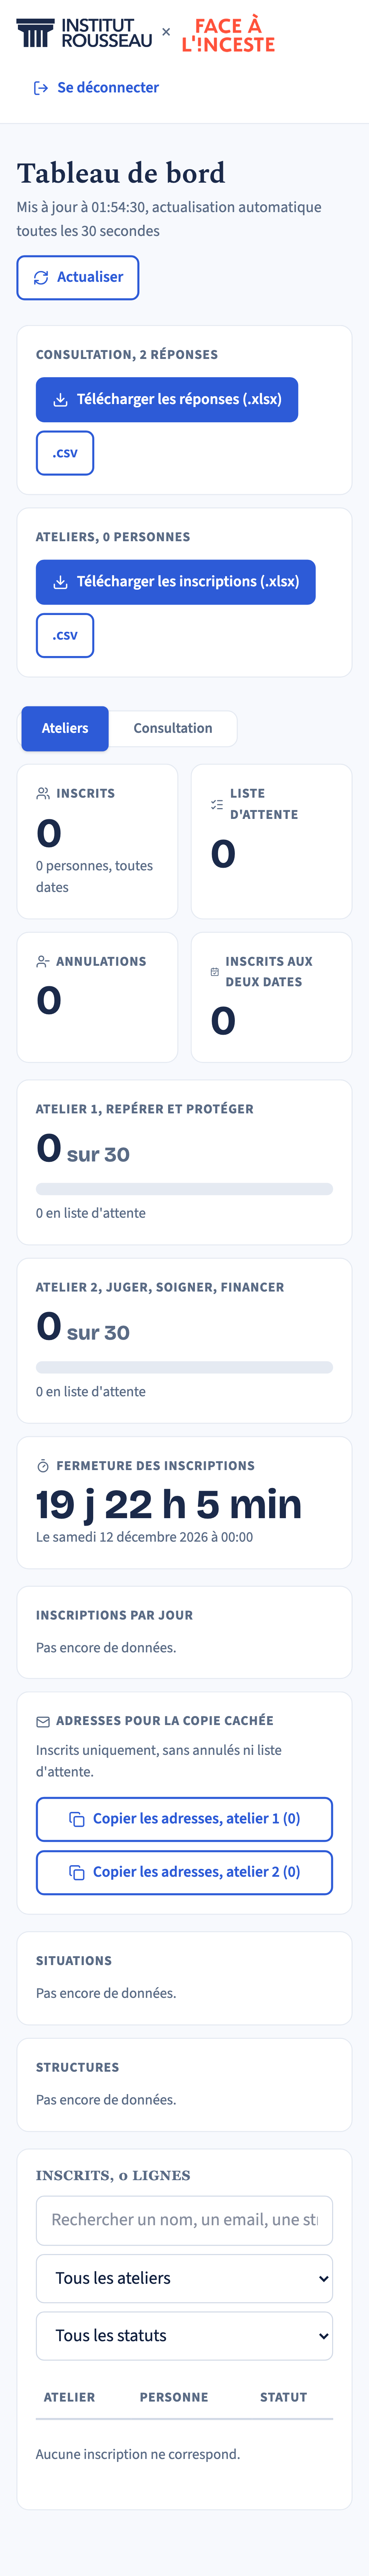 INSTITUT
ROUSSEAU
×
FACE À
L'!NCESTE
Se déconnecter
Tableau de bord
Mis à jour à 01:54:30, actualisation automatique
toutes les 30 secondes
Actualiser
CONSULTATION, 2 RÉPONSES
Télécharger les réponses (.xlsx)
.csv
ATELIERS, 0 PERSONNES
Télécharger les inscriptions (.xlsx)
.csv
Ateliers
Consultation
INSCRITS
0
0 personnes, toutes
dates
LISTE
D'ATTENTE
0
ANNULATIONS
0
INSCRITS AUX
DEUX DATES
0
ATELIER 1, REPÉRER ET PROTÉGER
0 sur 30
0 en liste d'attente
ATELIER 2, JUGER, SOIGNER, FINANCER
0 sur 30
0 en liste d'attente
FERMETURE DES INSCRIPTIONS
19 j 22 h 5 min
Le samedi 12 décembre 2026 à 00:00
INSCRIPTIONS PAR JOUR
Pas encore de données.
ADRESSES POUR LA COPIE CACHÉE
Inscrits uniquement, sans annulés ni liste
d'attente.
Copier les adresses, atelier 1 (0)
Copier les adresses, atelier 2 (0)
SITUATIONS
Pas encore de données.
STRUCTURES
Pas encore de données.
INSCRITS, 0 LIGNES
Rechercher un nom, un email, une st
Tous les ateliers
Tous les statuts
ATELIER PERSONNE STATUT
Aucune inscription ne correspond.